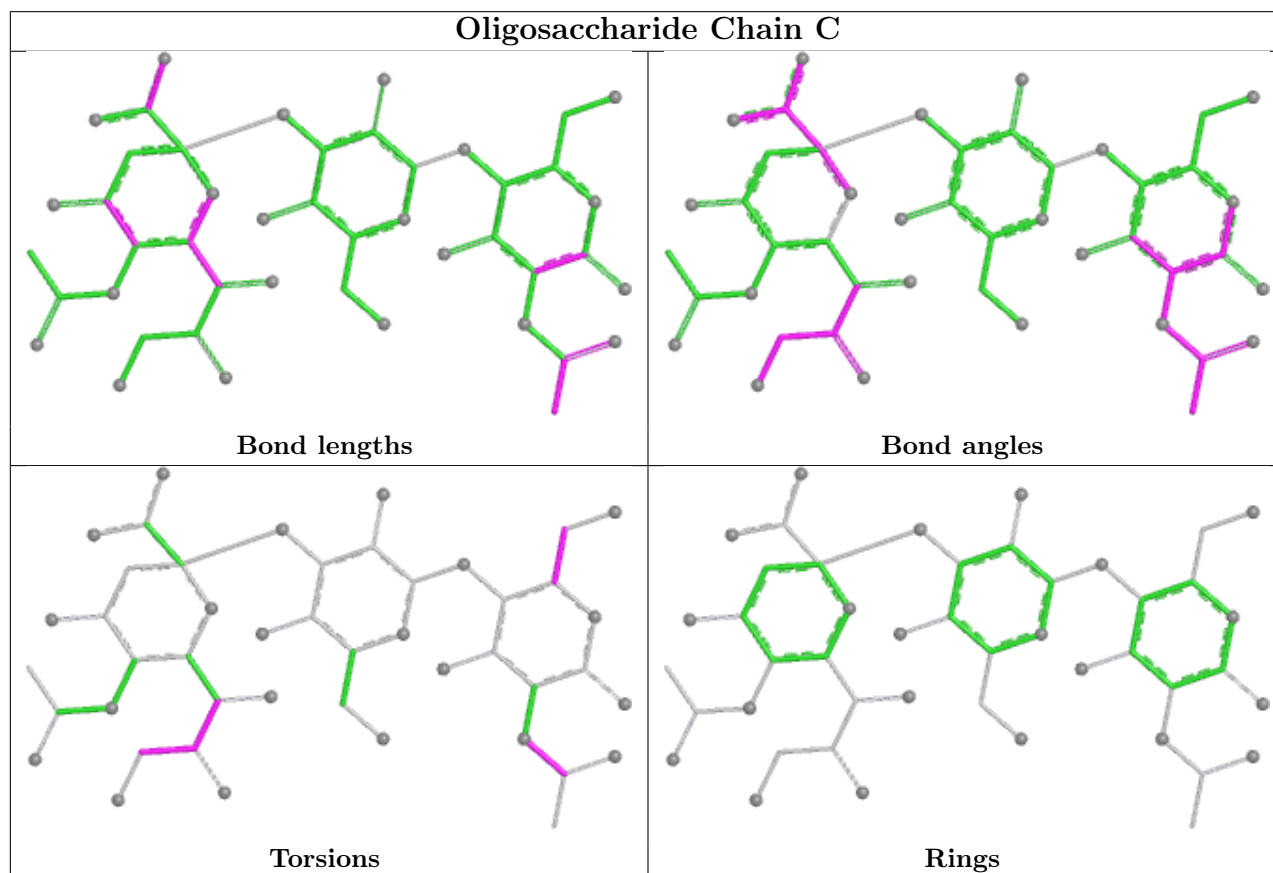 Oligosaccharide Chain C
Bond lengths
Bond angles
Torsions
Rings